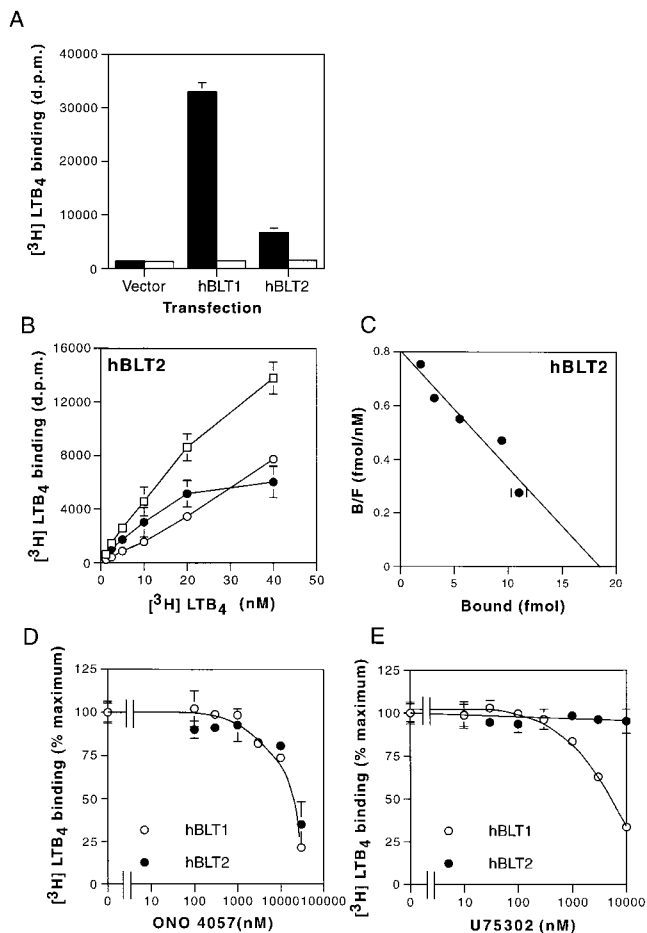 A
[³H] LTB₄ binding (d.p.m.)
40000
30000
20000
10000
0
Vector hBLT1 hBLT2
Transfection
B
hBLT2
[³H] LTB₄ binding (d.p.m.)
16000
12000
8000
4000
0
0 10 20 30 40 50
[³H] LTB₄ (nM)
C
hBLT2
B/F (fmol/nM)
0.8
0.6
0.4
0.2
0
0 5 10 15 20
Bound (fmol)
D
[³H] LTB₄ binding (% maximum)
125
100
75
50
25
0
hBLT1
hBLT2
0 10 100 1000 10000 100000
ONO 4057(nM)
E
[³H] LTB₄ binding (% maximum)
125
100
75
50
25
0
hBLT1
hBLT2
0 10 100 1000 10000
U75302 (nM)